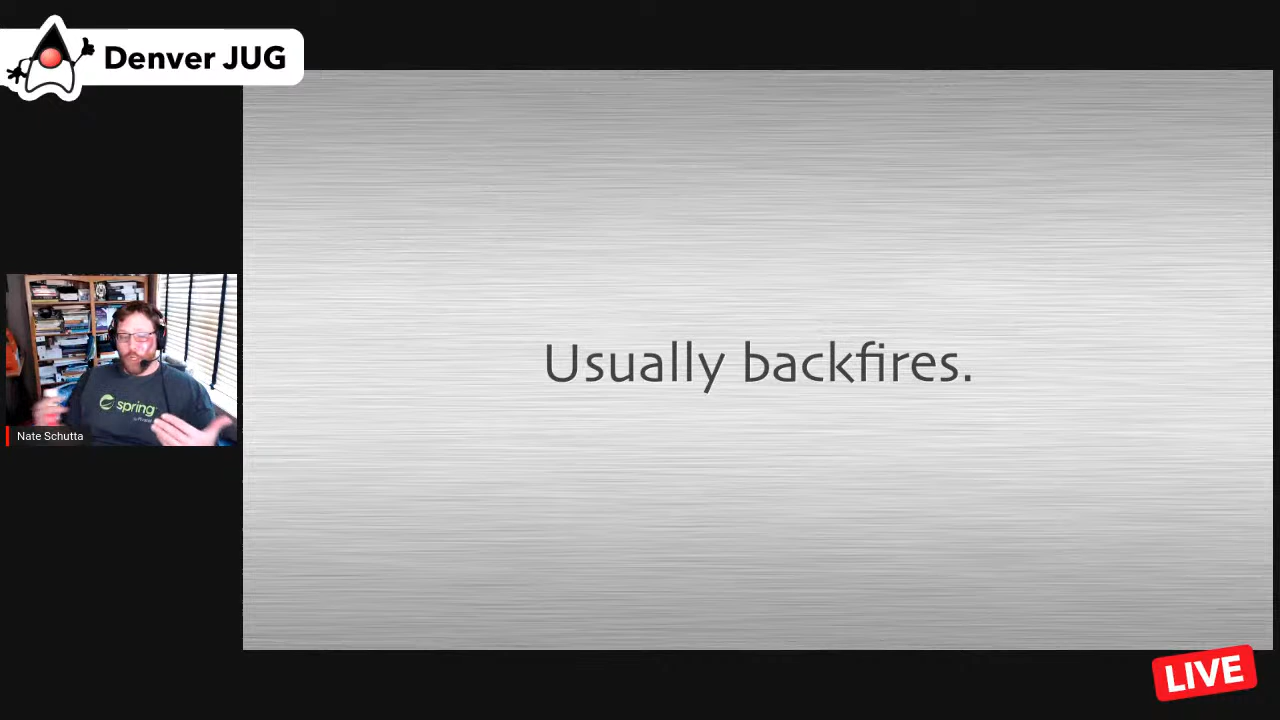 Denver JUG
Usually backfires.
spring
Nate Schutta
LIVE